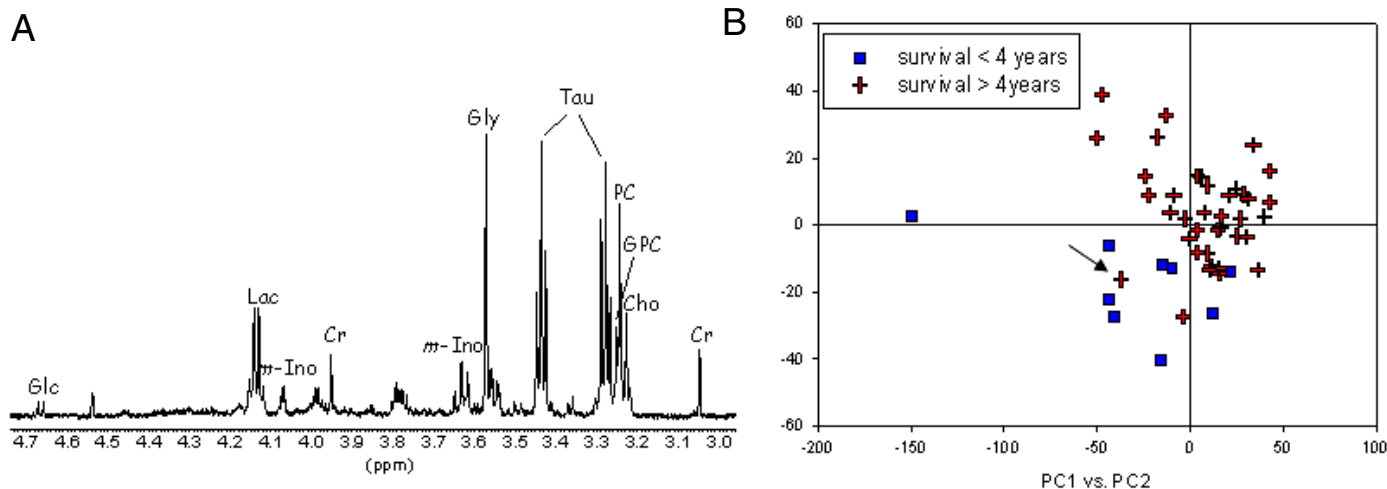 A
Gly
Tau
PC
GPC
Cho
Lac
Cr
m-Ino
m-Ino
Cr
Glc
4.7 4.6 4.5 4.4 4.2 4.1 4.0 3.9 3.8 3.7 3.6 3.5 3.4 3.3 3.2 3.1 3.0
(ppm)
B
60
survival < 4 years
survival > 4years
40
20
0
-20
-40
-60
-200 -150 -100 -50 0 50 100
PC1 vs. PC2